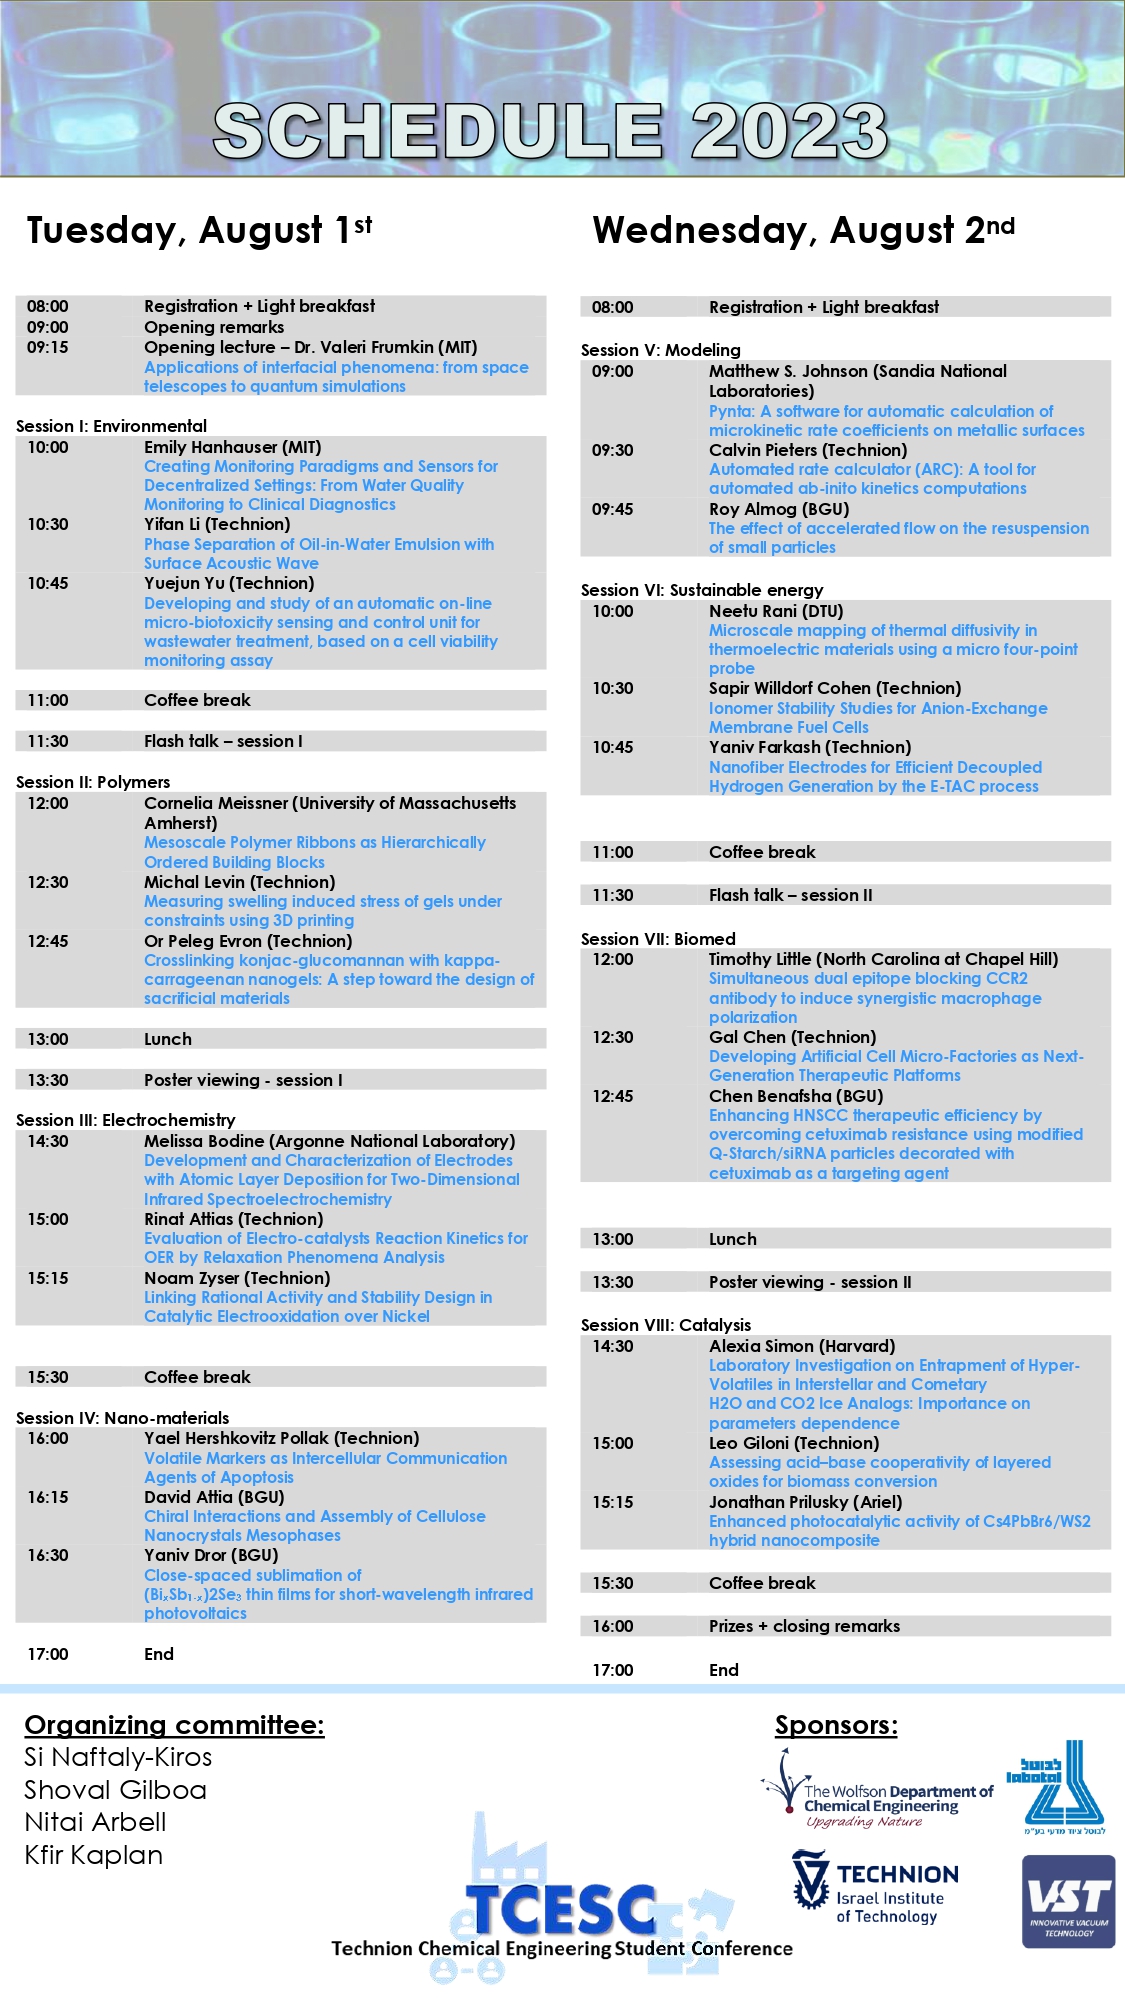 SCHEDULE 2023
Tuesday, August 1st
08:00 Registration + Light breakfast
09:00 Opening remarks
09:15 Opening lecture – Dr. Valeri Frumkin (MIT)
Applications of interfacial phenomena: from space
telescopes to quantum simulations
Session I: Environmental
10:00 Emily Hanhauser (MIT)
Creating Monitoring Paradigms and Sensors for
Decentralized Settings: From Water Quality
Monitoring to Clinical Diagnostics
10:30 Yifan Li (Technion)
Phase Separation of Oil-in-Water Emulsion with
Surface Acoustic Wave
10:45 Yuejun Yu (Technion)
Developing and study of an automatic on-line
micro-biotoxicity sensing and control unit for
wastewater treatment, based on a cell viability
monitoring assay
11:00 Coffee break
11:30 Flash talk – session I
Session II: Polymers
12:00 Cornelia Meissner (University of Massachusetts
Amherst)
Mesoscale Polymer Ribbons as Hierarchically
Ordered Building Blocks
12:30 Michal Levin (Technion)
Measuring swelling induced stress of gels under
constraints using 3D printing
12:45 Or Peleg Evron (Technion)
Crosslinking konjac-glucomannan with kappa-
carrageenan nanogels: A step toward the design of
sacrificial materials
13:00 Lunch
13:30 Poster viewing - session I
Session III: Electrochemistry
14:30 Melissa Bodine (Argonne National Laboratory)
Development and Characterization of Electrodes
with Atomic Layer Deposition for Two-Dimensional
Infrared Spectroelectrochemistry
15:00 Rinat Attias (Technion)
Evaluation of Electro-catalysts Reaction Kinetics for
OER by Relaxation Phenomena Analysis
15:15 Noam Zyser (Technion)
Linking Rational Activity and Stability Design in
Catalytic Electrooxidation over Nickel
15:30 Coffee break
Session IV: Nano-materials
16:00 Yael Hershkovitz Pollak (Technion)
Volatile Markers as Intercellular Communication
Agents of Apoptosis
16:15 David Attia (BGU)
Chiral Interactions and Assembly of Cellulose
Nanocrystals Mesophases
16:30 Yaniv Dror (BGU)
Close-spaced sublimation of
(BiₓSb₁₋ₓ)2Se₃ thin films for short-wavelength infrared
photovoltaics
17:00 End
Wednesday, August 2nd
08:00 Registration + Light breakfast
Session V: Modeling
09:00 Matthew S. Johnson (Sandia National
Laboratories)
Pynta: A software for automatic calculation of
microkinetic rate coefficients on metallic surfaces
09:30 Calvin Pieters (Technion)
Automated rate calculator (ARC): A tool for
automated ab-inito kinetics computations
09:45 Roy Almog (BGU)
The effect of accelerated flow on the resuspension
of small particles
Session VI: Sustainable energy
10:00 Neetu Rani (DTU)
Microscale mapping of thermal diffusivity in
thermoelectric materials using a micro four-point
probe
10:30 Sapir Willdorf Cohen (Technion)
Ionomer Stability Studies for Anion-Exchange
Membrane Fuel Cells
10:45 Yaniv Farkash (Technion)
Nanofiber Electrodes for Efficient Decoupled
Hydrogen Generation by the E-TAC process
11:00 Coffee break
11:30 Flash talk – session II
Session VII: Biomed
12:00 Timothy Little (North Carolina at Chapel Hill)
Simultaneous dual epitope blocking CCR2
antibody to induce synergistic macrophage
polarization
12:30 Gal Chen (Technion)
Developing Artificial Cell Micro-Factories as Next-
Generation Therapeutic Platforms
12:45 Chen Benafsha (BGU)
Enhancing HNSCC therapeutic efficiency by
overcoming cetuximab resistance using modified
Q-Starch/siRNA particles decorated with
cetuximab as a targeting agent
13:00 Lunch
13:30 Poster viewing - session II
Session VIII: Catalysis
14:30 Alexia Simon (Harvard)
Laboratory Investigation on Entrapment of Hyper-
Volatiles in Interstellar and Cometary
H2O and CO2 Ice Analogs: Importance on
parameters dependence
15:00 Leo Giloni (Technion)
Assessing acid–base cooperativity of layered
oxides for biomass conversion
15:15 Jonathan Prilusky (Ariel)
Enhanced photocatalytic activity of Cs4PbBr6/WS2
hybrid nanocomposite
15:30 Coffee break
16:00 Prizes + closing remarks
17:00 End
Organizing committee:
Si Naftaly-Kiros
Shoval Gilboa
Nitai Arbell
Kfir Kaplan
TCESC
Technion Chemical Engineering Student Conference
Sponsors:
The Wolfson Department of
Chemical Engineering
Upgrading Nature
לבוטל
labotal
לבוטל ציוד מדעי בע"מ
TECHNION
Israel Institute
of Technology
VST
INNOVATIVE VACUUM
TECHNOLOGY